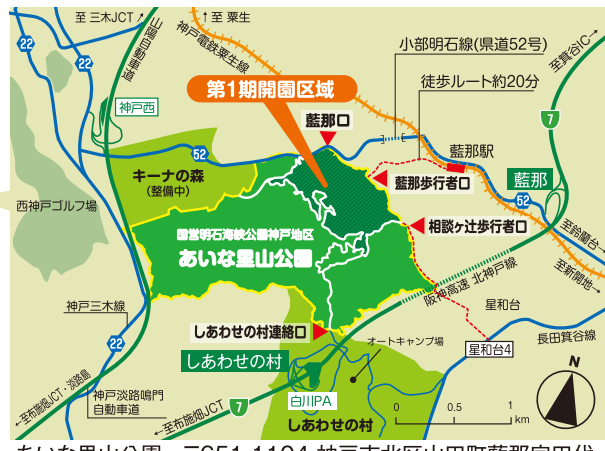 至 三木JCT
至 粟生
山陽自動車道
神戸電鉄粟生線
小部明石線(県道52号)
至箕谷IC
22
22
徒歩ルート約20分
第1期開園区域
神戸西
7
藍那口
藍那駅
52
キーナの森
(整備中)
藍那
藍那歩行者口
52
西神戸ゴルフ場
相談ヶ辻歩行者口
至鈴蘭台
国営明石海峡公園神戸地区
あいな里山公園
至新開地
阪神高速 北神戸線
神戸三木線
星和台
しあわせの村連絡口
長田箕谷線
22
オートキャンプ場
星和台4
しあわせの村
N
至布施畑JCT・淡路島
神戸淡路鳴門
自動車道
白川PA
至布施畑JCT
7
しあわせの村
0 0.5 1
km